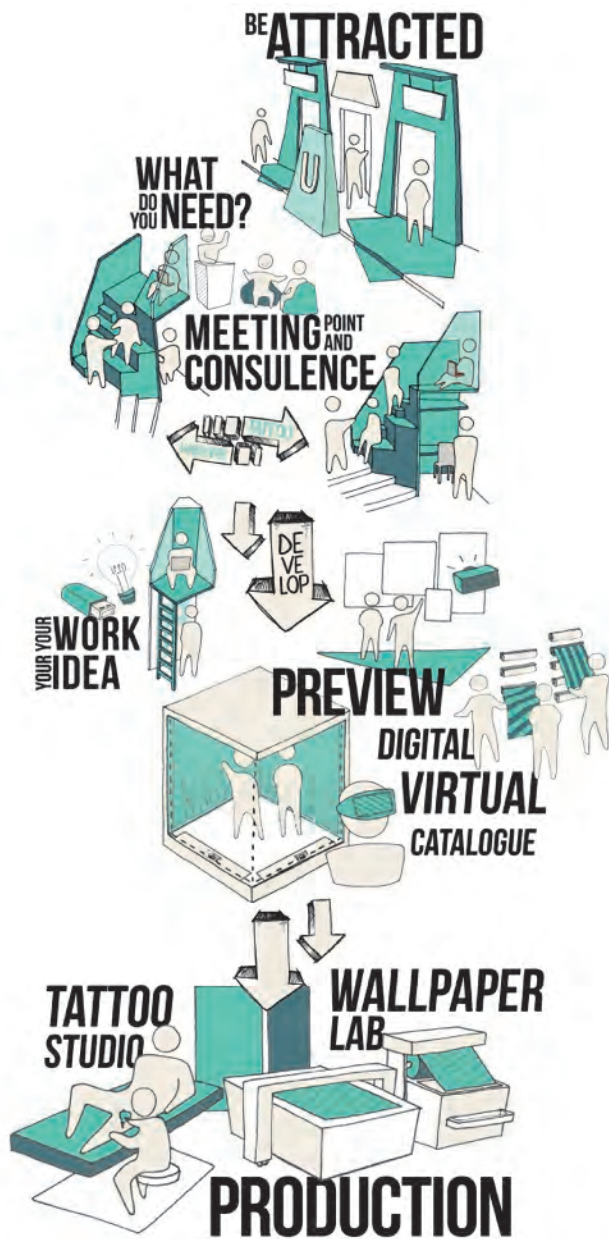 BE ATTRACTED
U
WHAT
DO YOU NEED?
MEETING POINT AND
CONSULENCE
DE
VE
LOP
YOUR WORK
YOUR IDEA
PREVIEW
DIGITAL
VIRTUAL
CATALOGUE
TATTOO
STUDIO
WALLPAPER
LAB
PRODUCTION